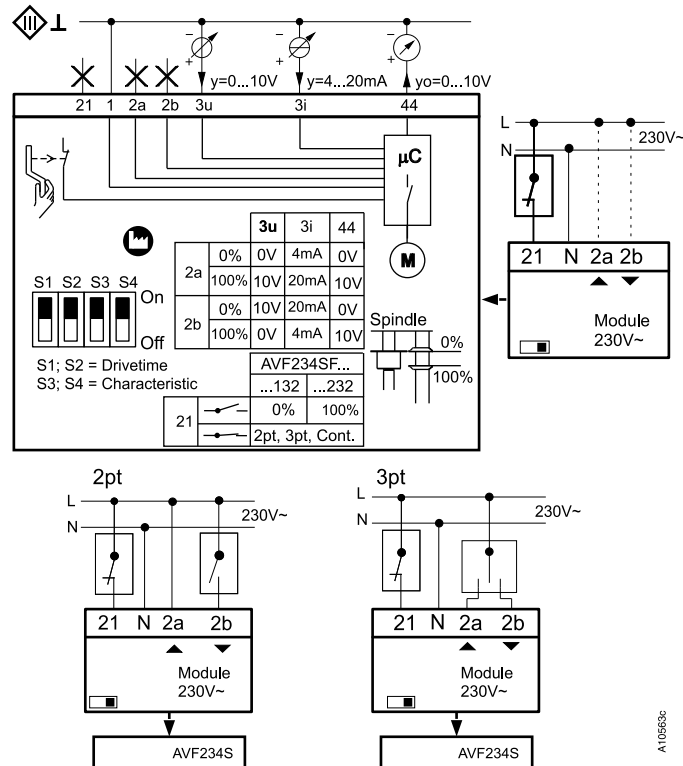 III
− − −
+ + +
y=0...10V y=4...20mA yo=0...10V
21 1 2a 2b 3u 3i 44
µC
M
3u 3i 44
2a 0% 0V 4mA 0V
100% 10V 20mA 10V
2b 0% 10V 20mA 0V
100% 0V 4mA 10V
S1 S2 S3 S4
On
Off
S1; S2 = Drivetime
S3; S4 = Characteristic
Spindle
0%
100%
AVF234SF...
...132 ...232
21 0% 100%
2pt, 3pt, Cont.
L
N
230V~
21 N 2a 2b
Module
230V~
2pt
L
N
230V~
21 N 2a 2b
Module
230V~
AVF234S
3pt
L
N
230V~
21 N 2a 2b
Module
230V~
AVF234S
A10563c